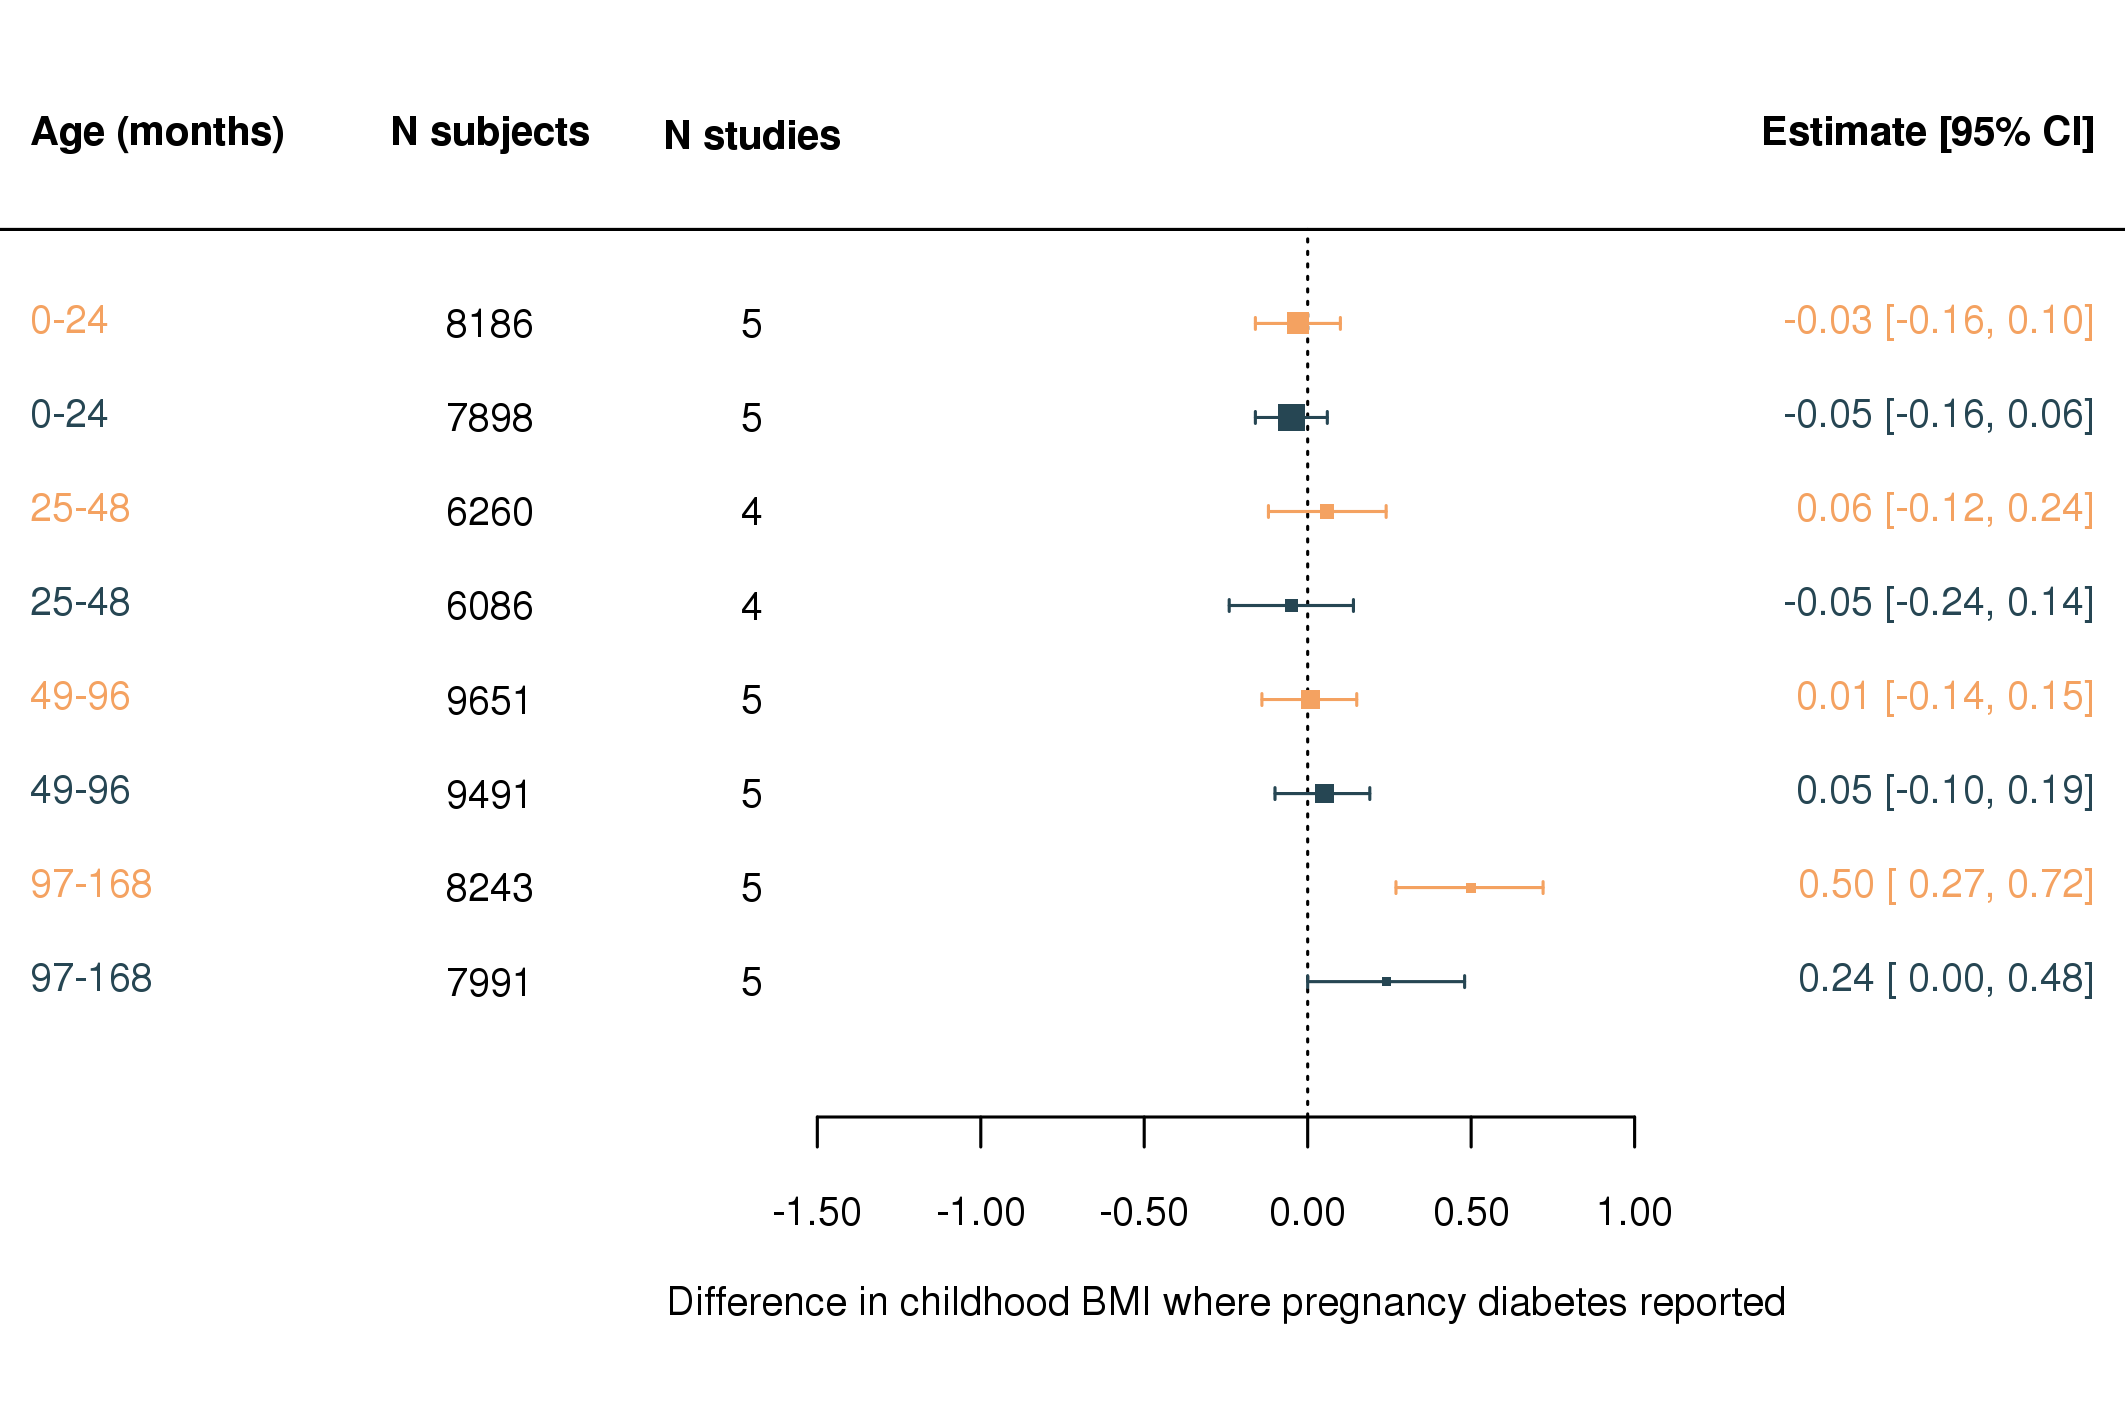 Age (months) N subjects N studies Estimate [95% CI]
0-24 8186 5 -0.03 [-0.16, 0.10]
0-24 7898 5 -0.05 [-0.16, 0.06]
25-48 6260 4 0.06 [-0.12, 0.24]
25-48 6086 4 -0.05 [-0.24, 0.14]
49-96 9651 5 0.01 [-0.14, 0.15]
49-96 9491 5 0.05 [-0.10, 0.19]
97-168 8243 5 0.50 [ 0.27, 0.72]
97-168 7991 5 0.24 [ 0.00, 0.48]
-1.50 -1.00 -0.50 0.00 0.50 1.00
Difference in childhood BMI where pregnancy diabetes reported